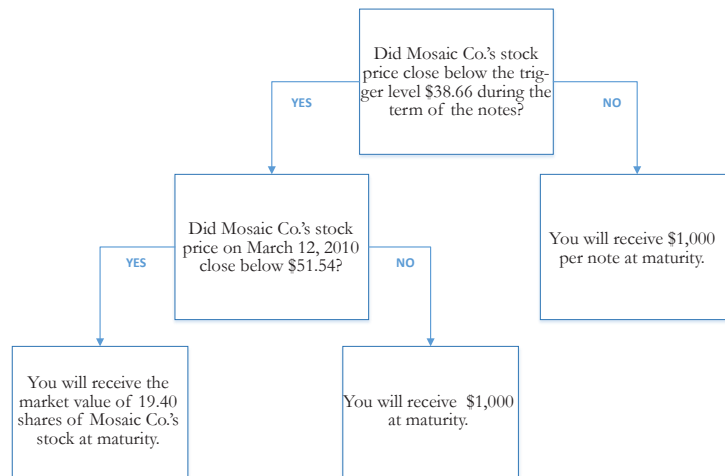 Did Mosaic Co.'s stock
price close below the trig-
ger level $38.66 during the
term of the notes?
YES
NO
Did Mosaic Co.'s stock
price on March 12, 2010
close below $51.54?
You will receive $1,000
per note at maturity.
YES
NO
You will receive the
market value of 19.40
shares of Mosaic Co.'s
stock at maturity.
You will receive $1,000
at maturity.